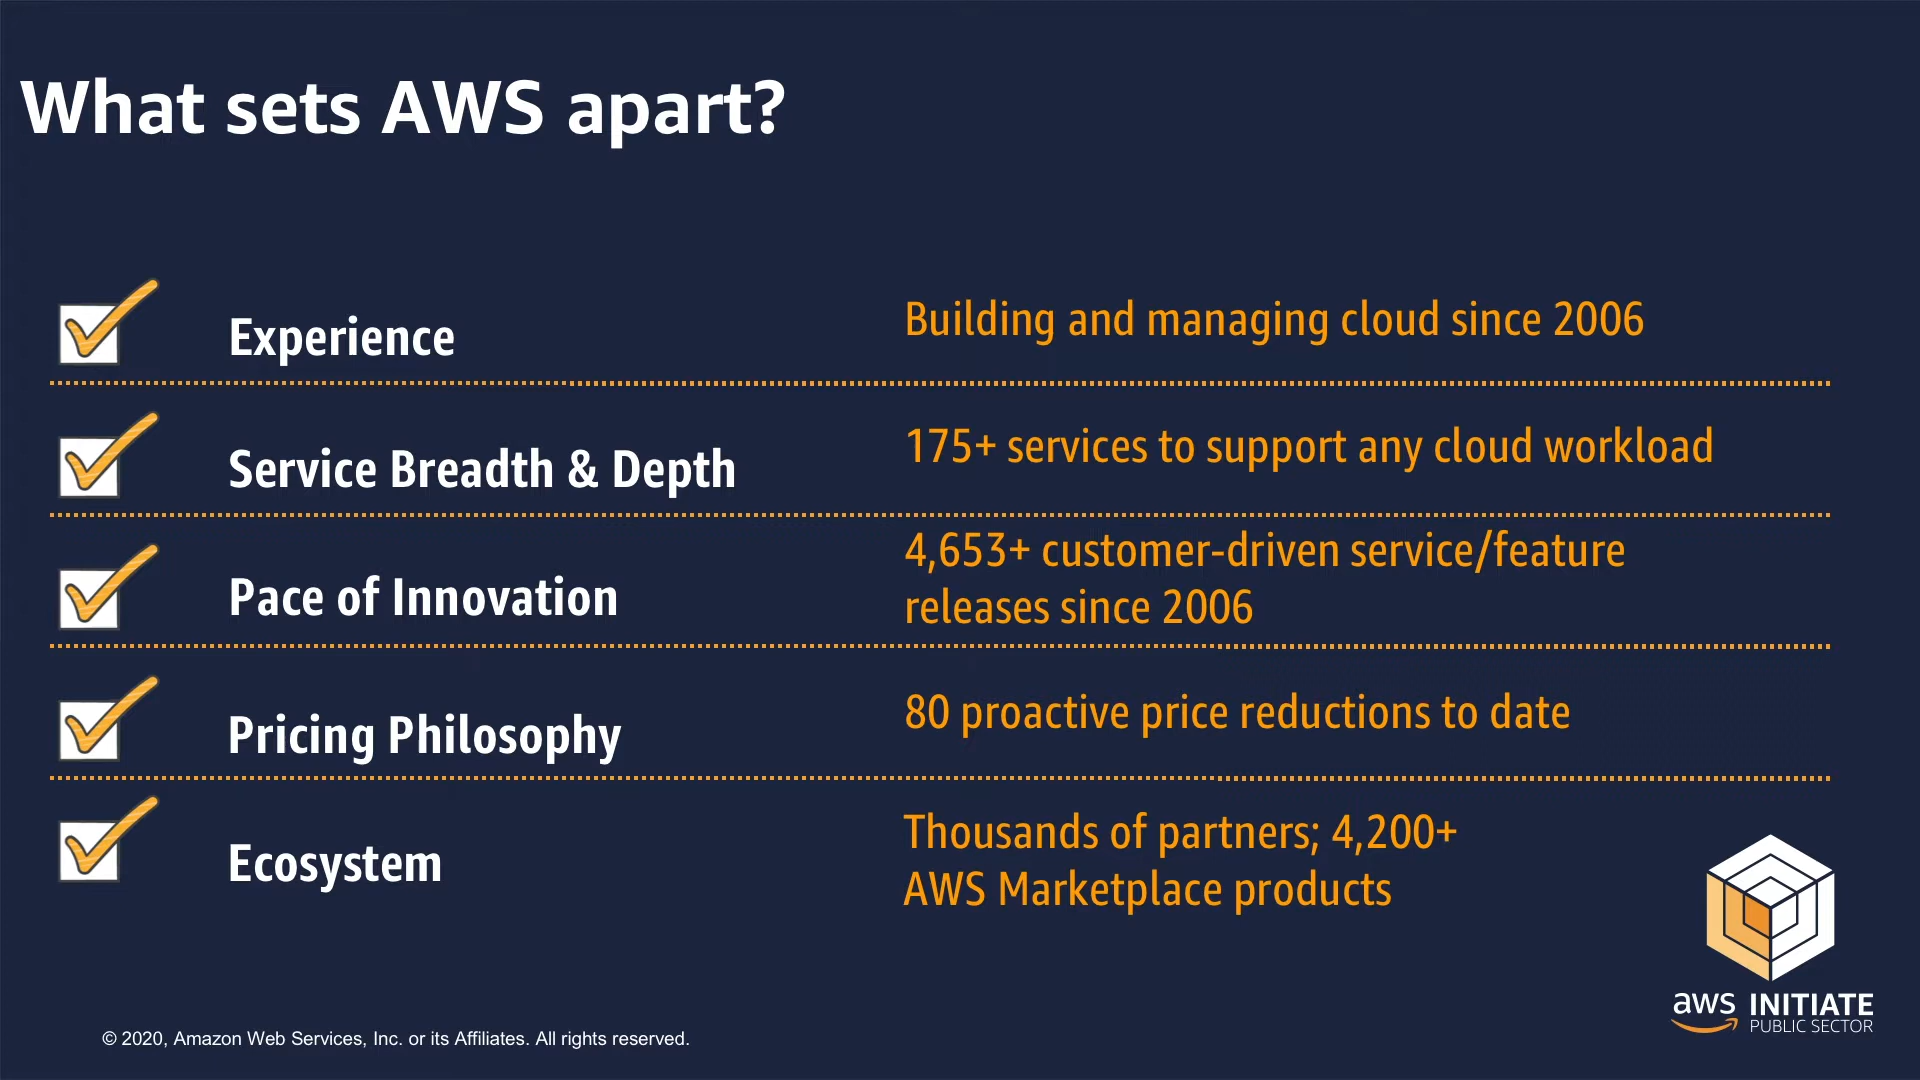 What sets AWS apart?
Experience
Building and managing cloud since 2006
Service Breadth & Depth
175+ services to support any cloud workload
Pace of Innovation
4,653+ customer-driven service/feature
releases since 2006
Pricing Philosophy
80 proactive price reductions to date
Ecosystem
Thousands of partners; 4,200+
AWS Marketplace products
aws INITIATE
PUBLIC SECTOR
© 2020, Amazon Web Services, Inc. or its Affiliates. All rights reserved.